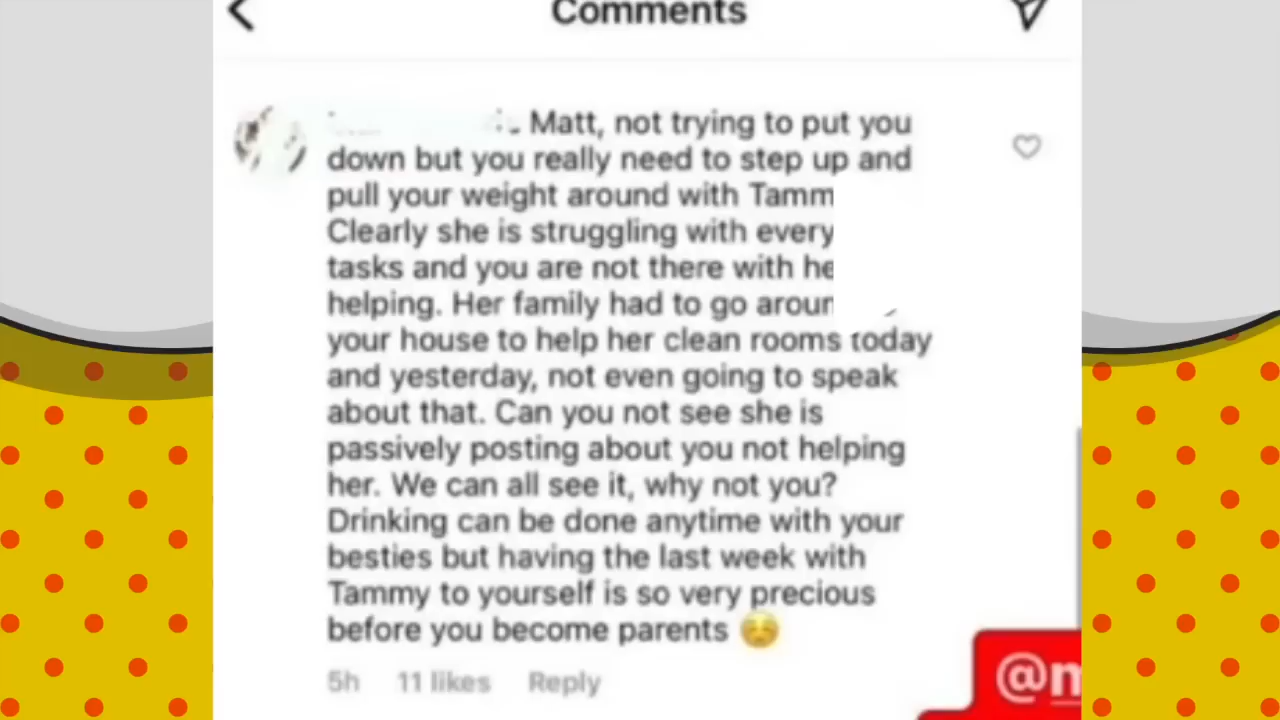 Comments
Matt, not trying to put you
down but you really need to step up and
pull your weight around with Tamm
Clearly she is struggling with every
tasks and you are not there with he
helping. Her family had to go aroun
your house to help her clean rooms today
and yesterday, not even going to speak
about that. Can you not see she is
passively posting about you not helping
her. We can all see it, why not you?
Drinking can be done anytime with your
besties but having the last week with
Tammy to yourself is so very precious
before you become parents ☺️
5h 11 likes Reply
@m